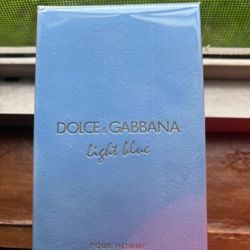 DOLCE & GABBANA
light blue
POUR HOMME